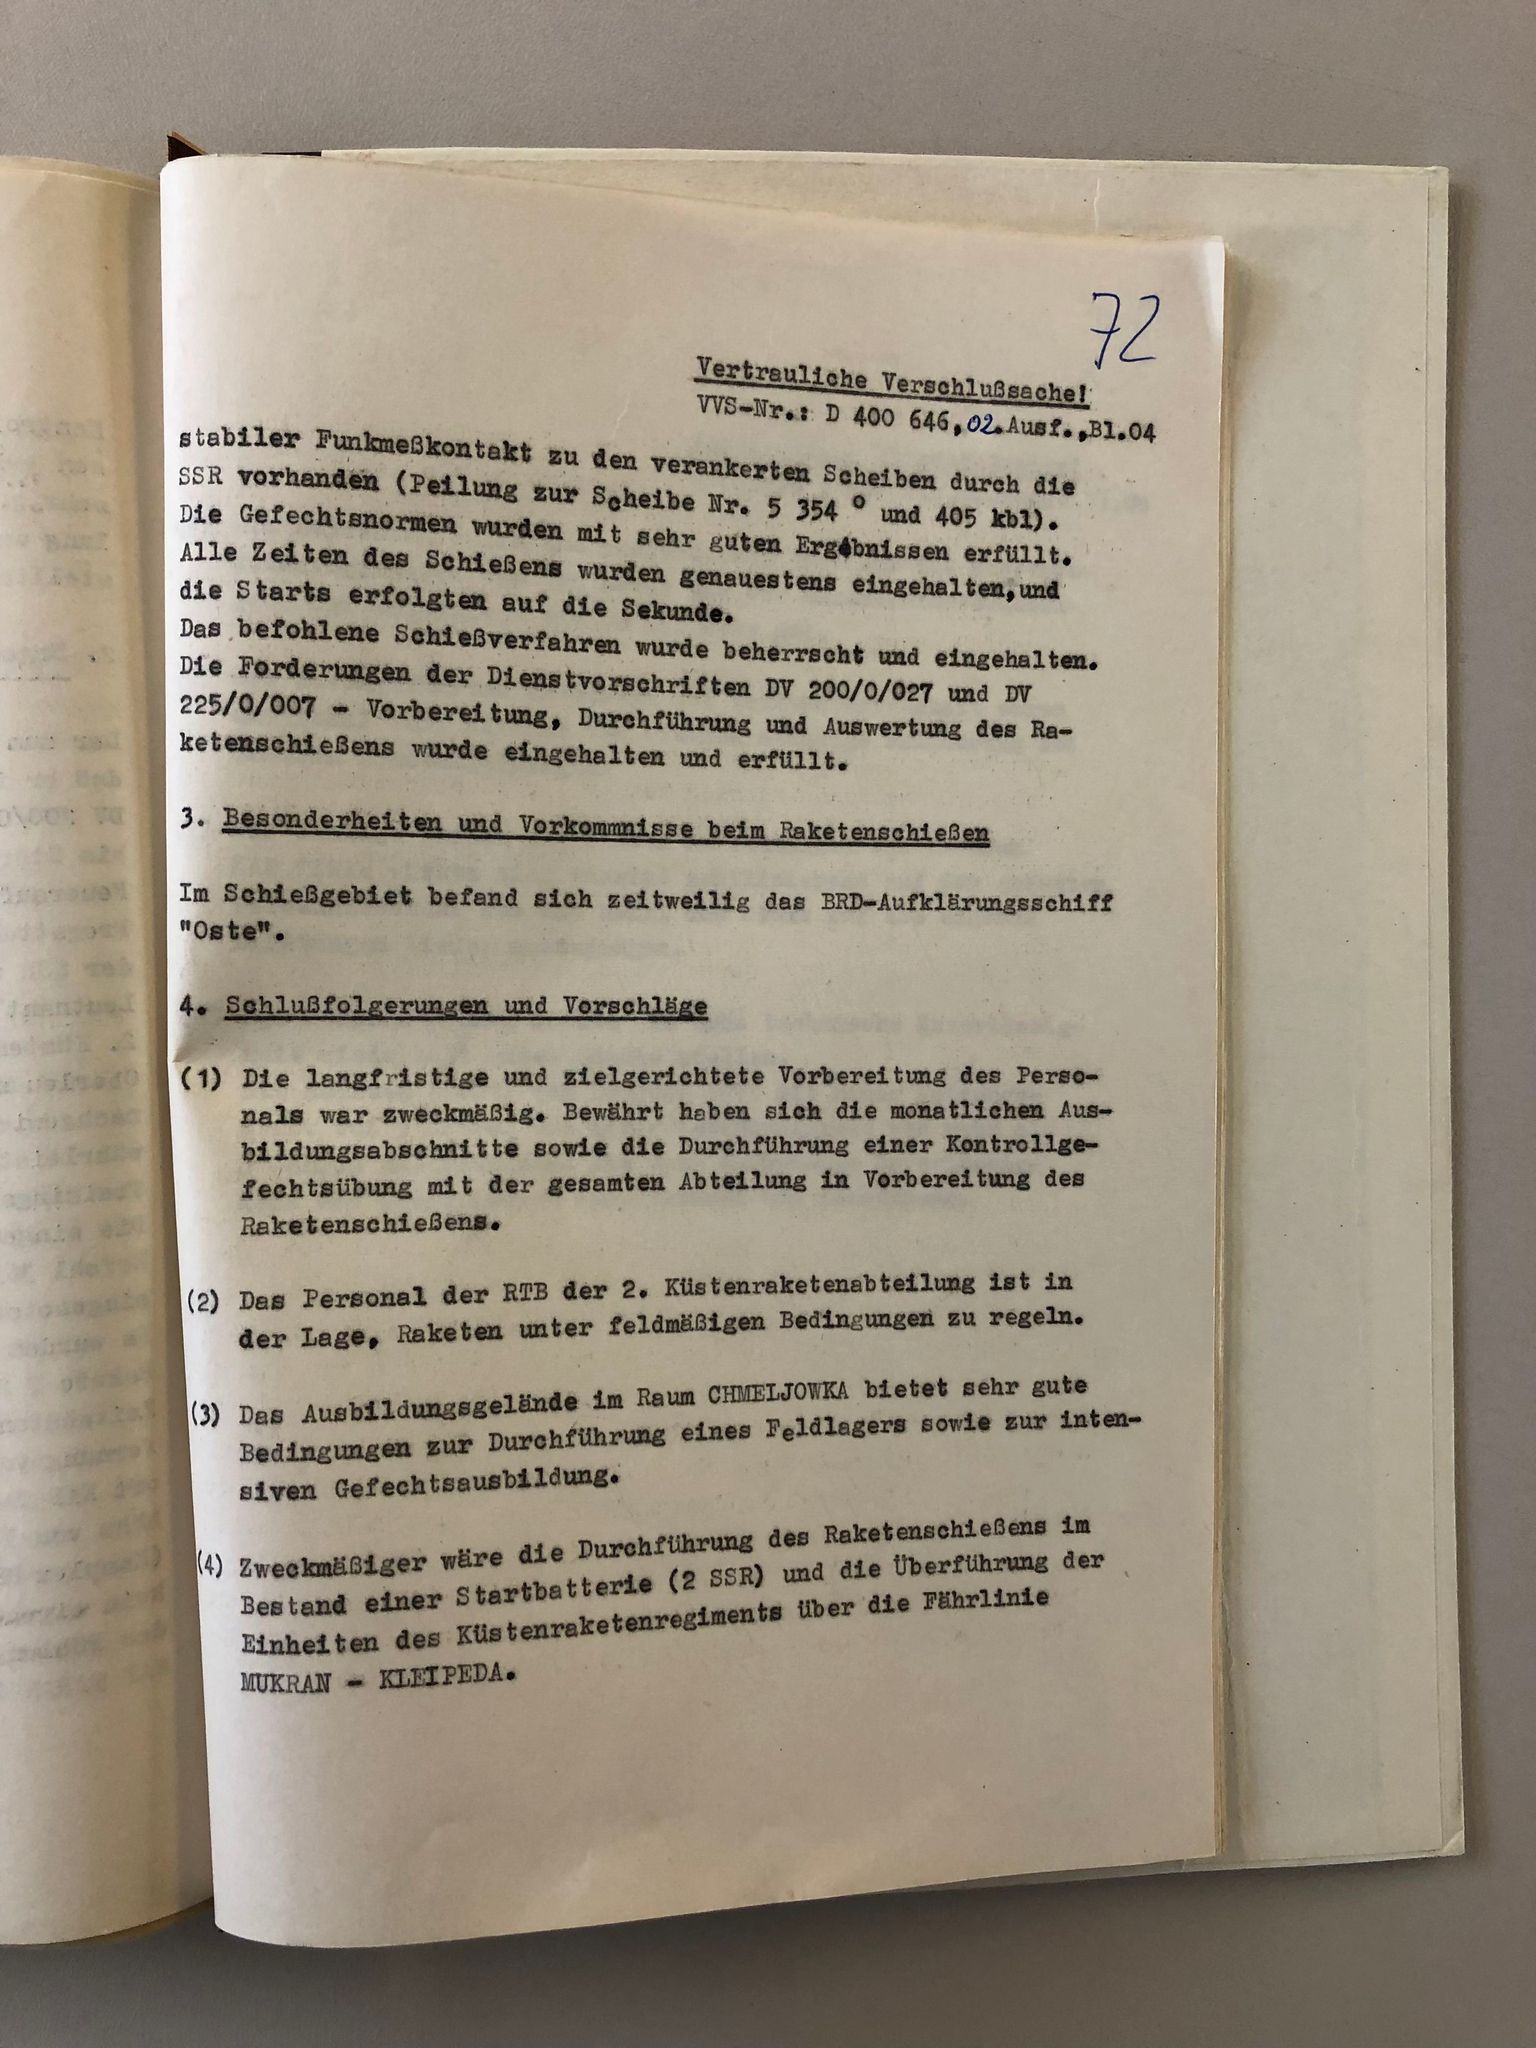 72
Vertrauliche Verschlußsache!
VVS-Nr.: D 400 646, 02. Ausf., Bl.04
stabiler Funkmeßkontakt zu den verankerten Scheiben durch die
SSR vorhanden (Peilung zur Scheibe Nr. 5 354 ° und 405 kbl).
Die Gefechtsnormen wurden mit sehr guten Ergebnissen erfüllt.
Alle Zeiten des Schießens wurden genauestens eingehalten,und
die Starts erfolgten auf die Sekunde.
Das befohlene Schießverfahren wurde beherrscht und eingehalten.
Die Forderungen der Dienstvorschriften DV 200/0/027 und DV
225/0/007 - Vorbereitung, Durchführung und Auswertung des Ra-
ketenschießens wurde eingehalten und erfüllt.
3. Besonderheiten und Vorkommnisse beim Raketenschießen
Im Schießgebiet befand sich zeitweilig das BRD-Aufklärungsschiff
"Oste".
4. Schlußfolgerungen und Vorschläge
(1) Die langfristige und zielgerichtete Vorbereitung des Perso-
nals war zweckmäßig. Bewährt haben sich die monatlichen Aus-
bildungsabschnitte sowie die Durchführung einer Kontrollge-
fechtsübung mit der gesamten Abteilung in Vorbereitung des
Raketenschießens.
(2) Das Personal der RTB der 2. Küstenraketenabteilung ist in
der Lage, Raketen unter feldmäßigen Bedingungen zu regeln.
(3) Das Ausbildungsgelände im Raum CHMELJOWKA bietet sehr gute
Bedingungen zur Durchführung eines Feldlagers sowie zur inten-
siven Gefechtsausbildung.
(4) Zweckmäßiger wäre die Durchführung des Raketenschießens im
Bestand einer Startbatterie (2 SSR) und die Überführung der
Einheiten des Küstenraketenregiments über die Fährlinie
MUKRAN - KLEIPEDA.